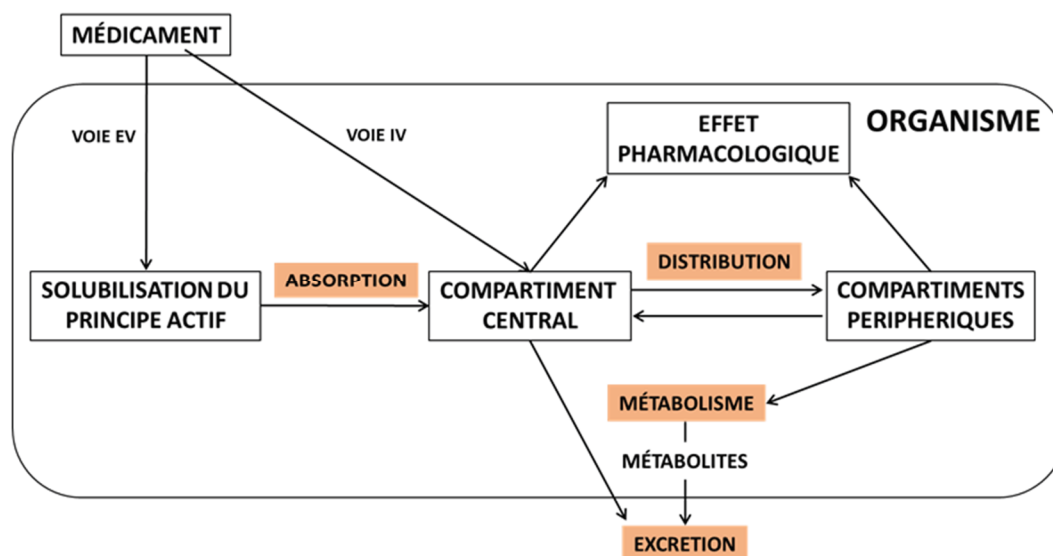 MÉDICAMENT
VOIE EV
VOIE IV
EFFET
PHARMACOLOGIQUE
ORGANISME
SOLUBILISATION DU
PRINCIPE ACTIF
ABSORPTION
COMPARTIMENT
CENTRAL
DISTRIBUTION
COMPARTIMENTS
PERIPHERIQUES
MÉTABOLISME
MÉTABOLITES
EXCRETION